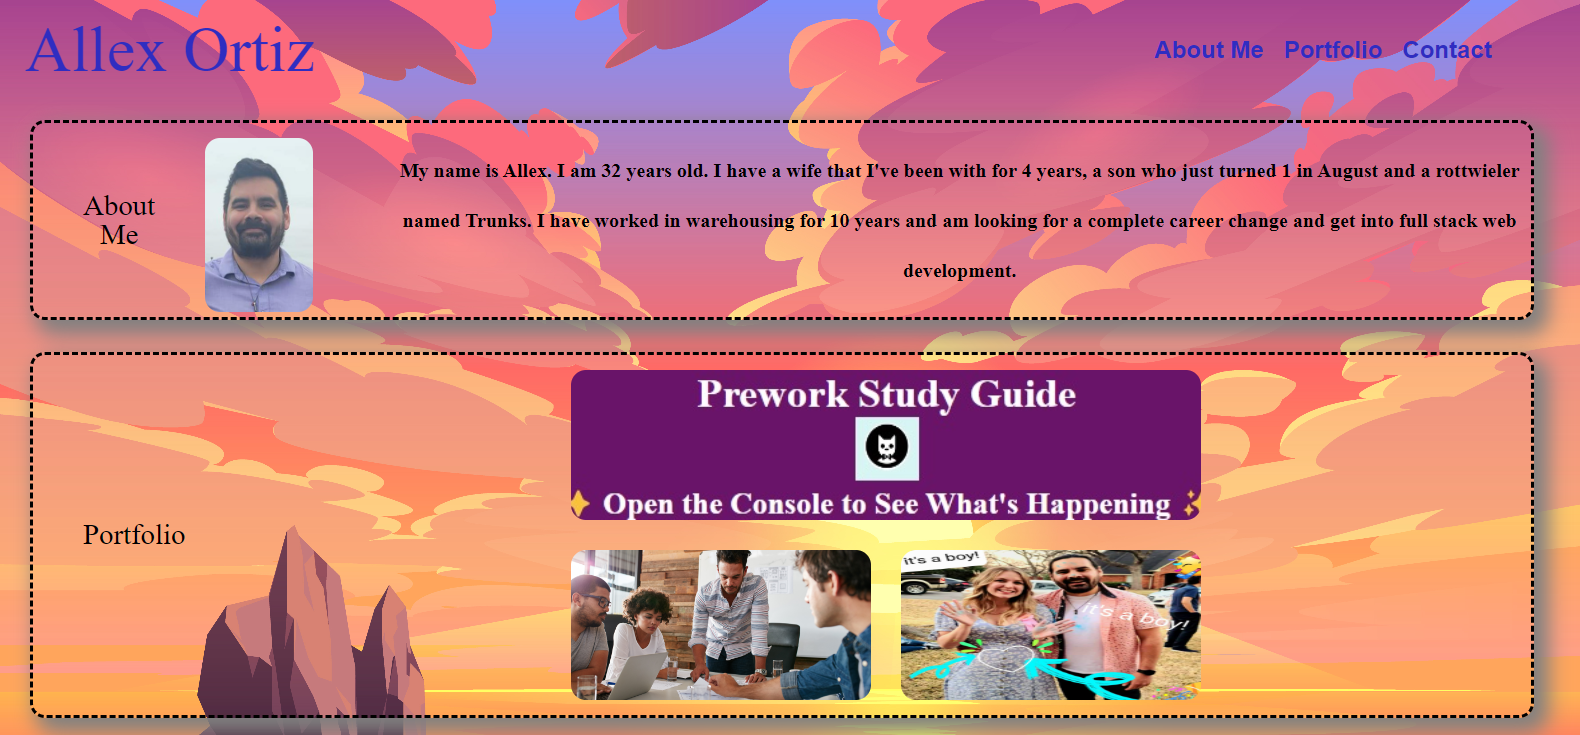 Allex Ortiz
About Me Portfolio Contact
About
Me
My name is Allex. I am 32 years old. I have a wife that I've been with for 4 years, a son who just turned 1 in August and a rottwieler
named Trunks. I have worked in warehousing for 10 years and am looking for a complete career change and get into full stack web
development.
Portfolio
Prework Study Guide
✨ Open the Console to See What's Happening ✨
it's a boy!
it's a boy!